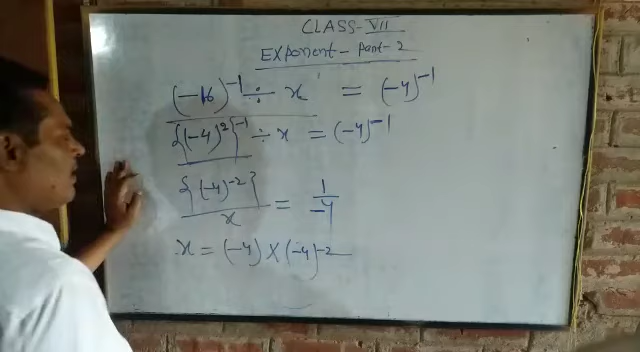 CLASS-VII
Exponent - Part-2
(-16)^-1 ÷ x = (-4)^-1
{(-4)^2}^-1 ÷ x = (-4)^-1
{(-4)^-2}/x = 1/-4
x = (-4) × (-4)^-2